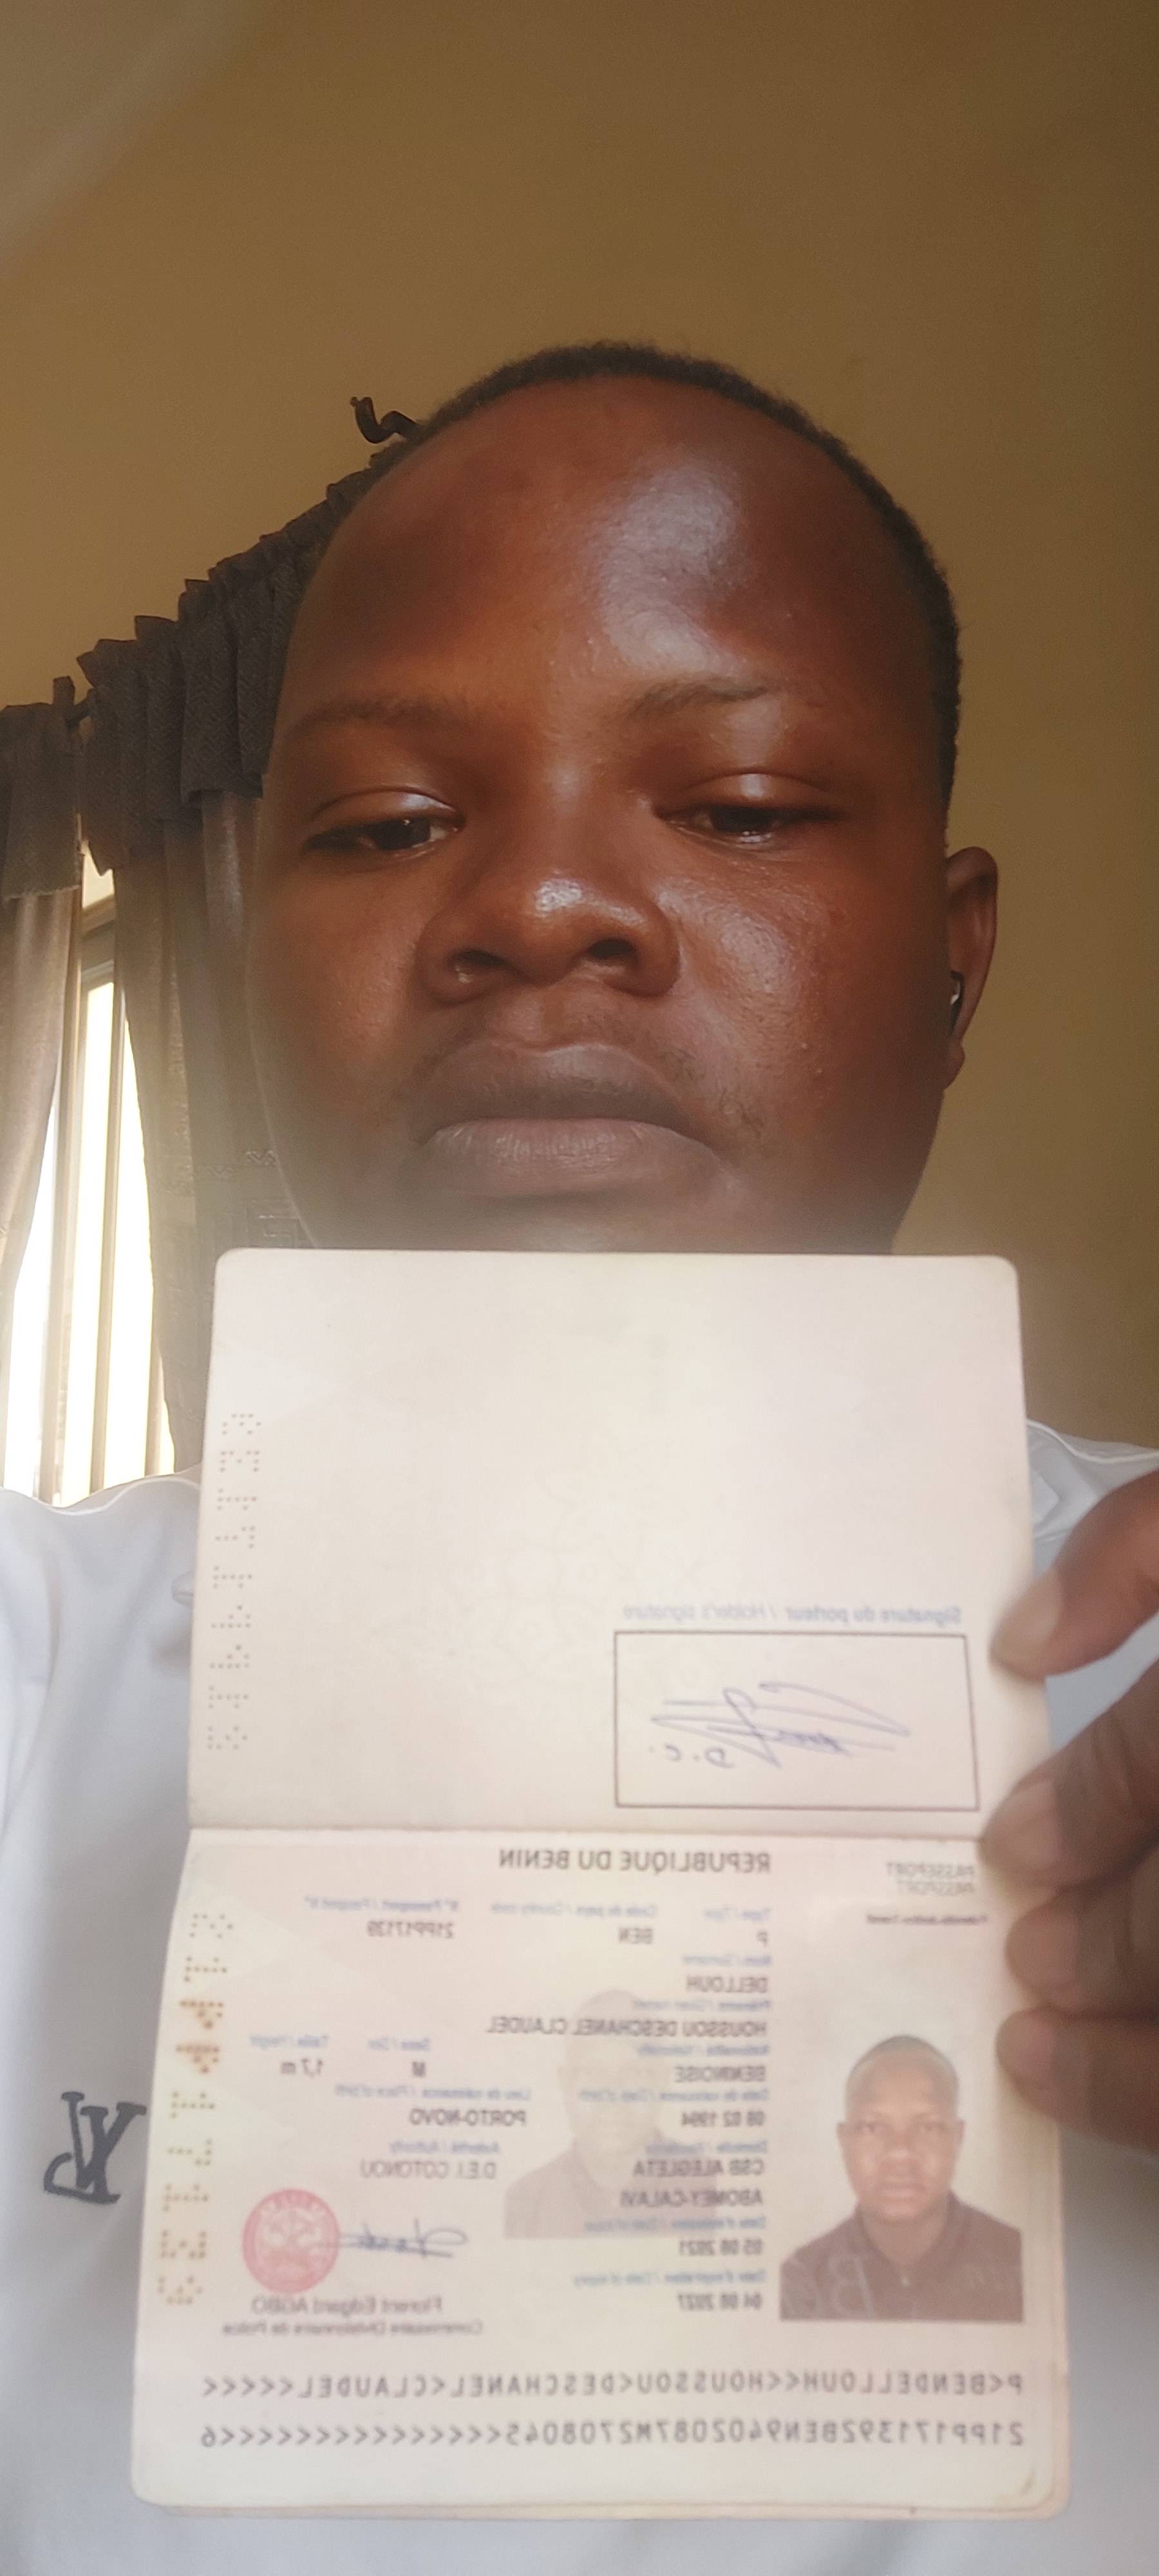 Signature du porteur / Holder's signature
D.C.
REPUBLIQUE DU BENIN
PASSEPORT
PASSPORT
Type / Type
Code du pays / Country code
N° Passeport / Passport N°
P
BEN
21PP17139
Nom / Surname
DELLOUH
Prénoms / Given names
HOUSSOU DESCHANEL CLAUDEL
Nationalité / Nationality
Sexe / Sex
Taille / Height
BENINOISE
M
1,7 m
Date de naissance / Date of birth
Lieu de naissance / Place of birth
08 02 1994
PORTO-NOVO
Domicile / Residence
Autorité / Authority
CSB ALEGLETA
D.E.I. COTONOU
ABOMEY-CALAVI
Date d'émission / Date of issue
05 08 2021
Date d'expiration / Date of expiry
04 08 2027
Florent Edgard AGBO
Commissaire Divisionnaire de Police
P<BENDELLOUH<<HOUSSOU<DESCHANEL<CLAUDEL<<<<<
21PP171392BEN9402087M2708045<<<<<<<<<<<<<<<6
LV